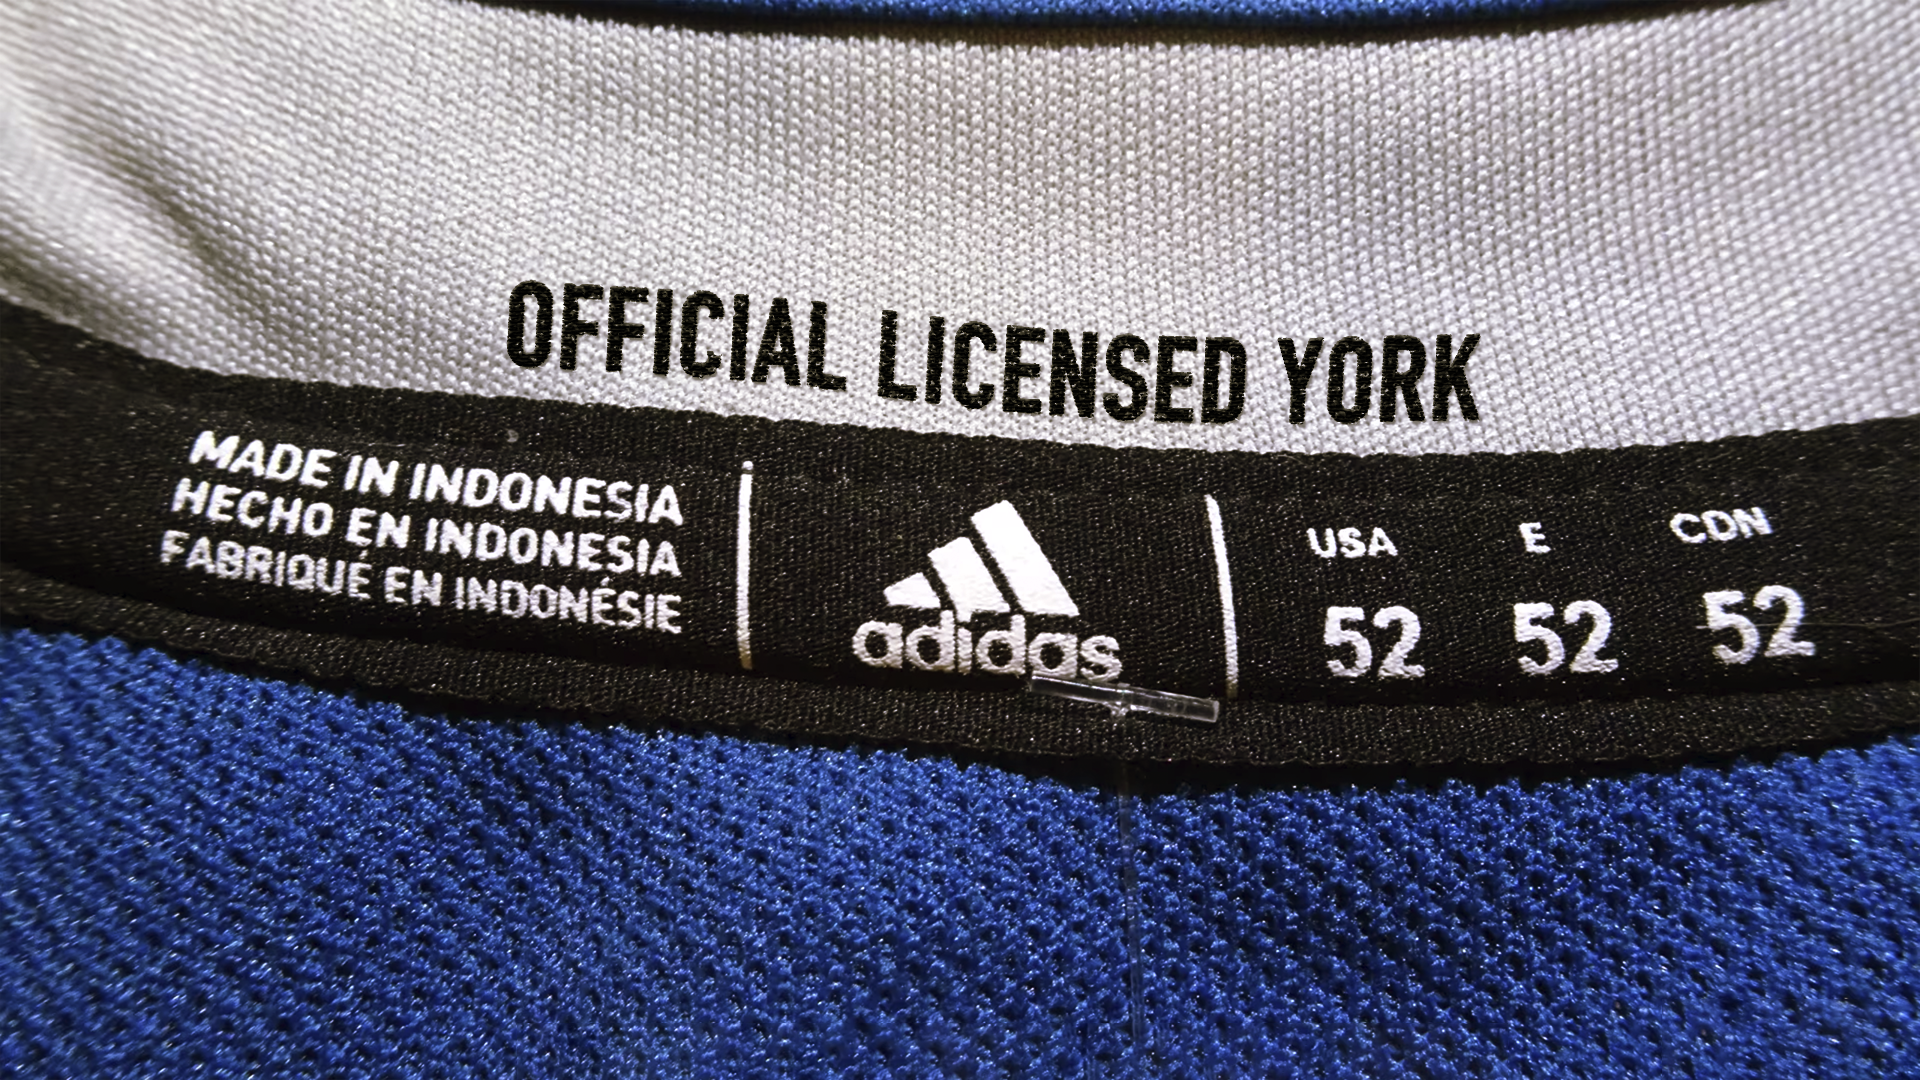 OFFICIAL LICENSED YORK
MADE IN INDONESIA
HECHO EN INDONESIA
FABRIQUÉ EN INDONÉSIE
adidas
USA E CDN
52 52 52